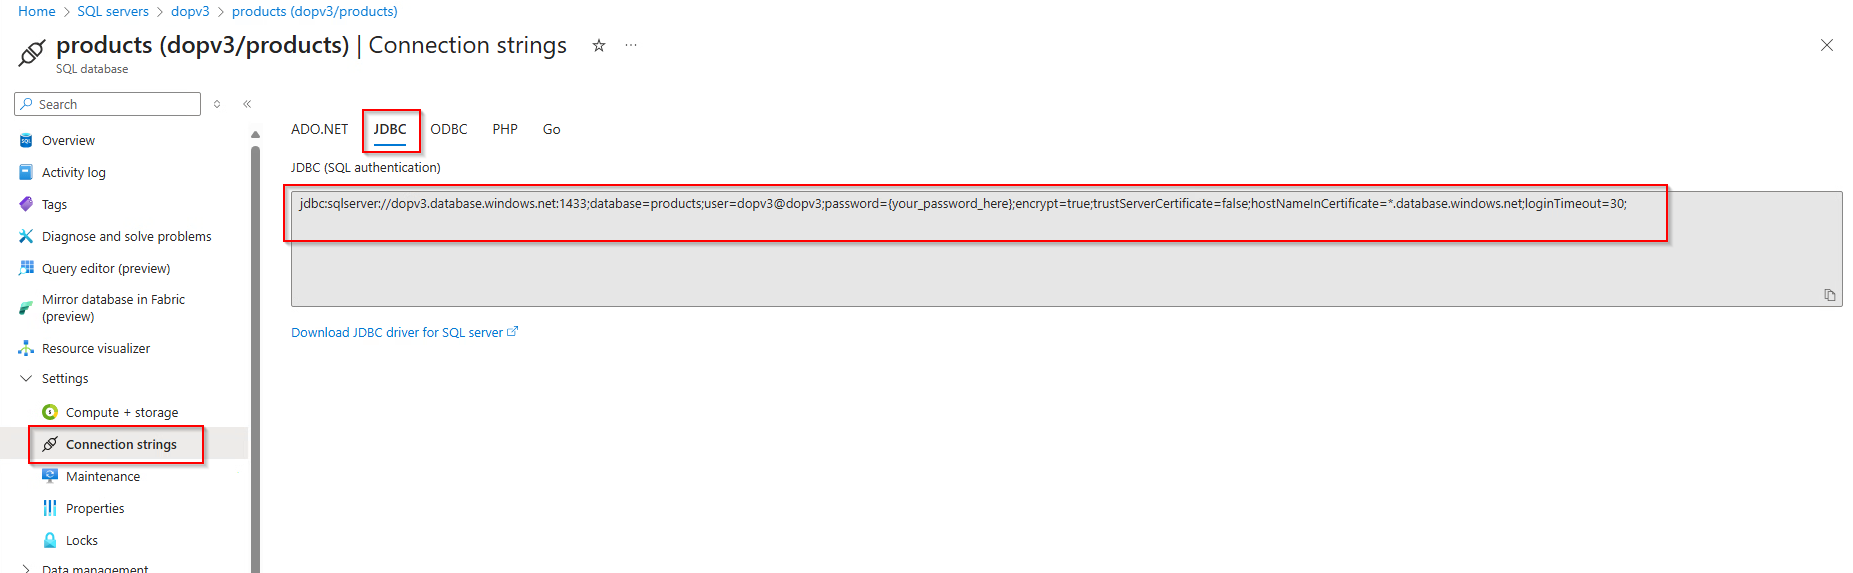 Home > SQL servers > dopv3 > products (dopv3/products)
products (dopv3/products) | Connection strings
SQL database
Search
Overview
Activity log
Tags
Diagnose and solve problems
Query editor (preview)
Mirror database in Fabric
(preview)
Resource visualizer
Settings
Compute + storage
Connection strings
Maintenance
Properties
Locks
Data management
ADO.NET JDBC ODBC PHP Go
JDBC (SQL authentication)
jdbc:sqlserver://dopv3.database.windows.net:1433;database=products;user=dopv3@dopv3;password={your_password_here};encrypt=true;trustServerCertificate=false;hostNameInCertificate=*.database.windows.net;loginTimeout=30;
Download JDBC driver for SQL server